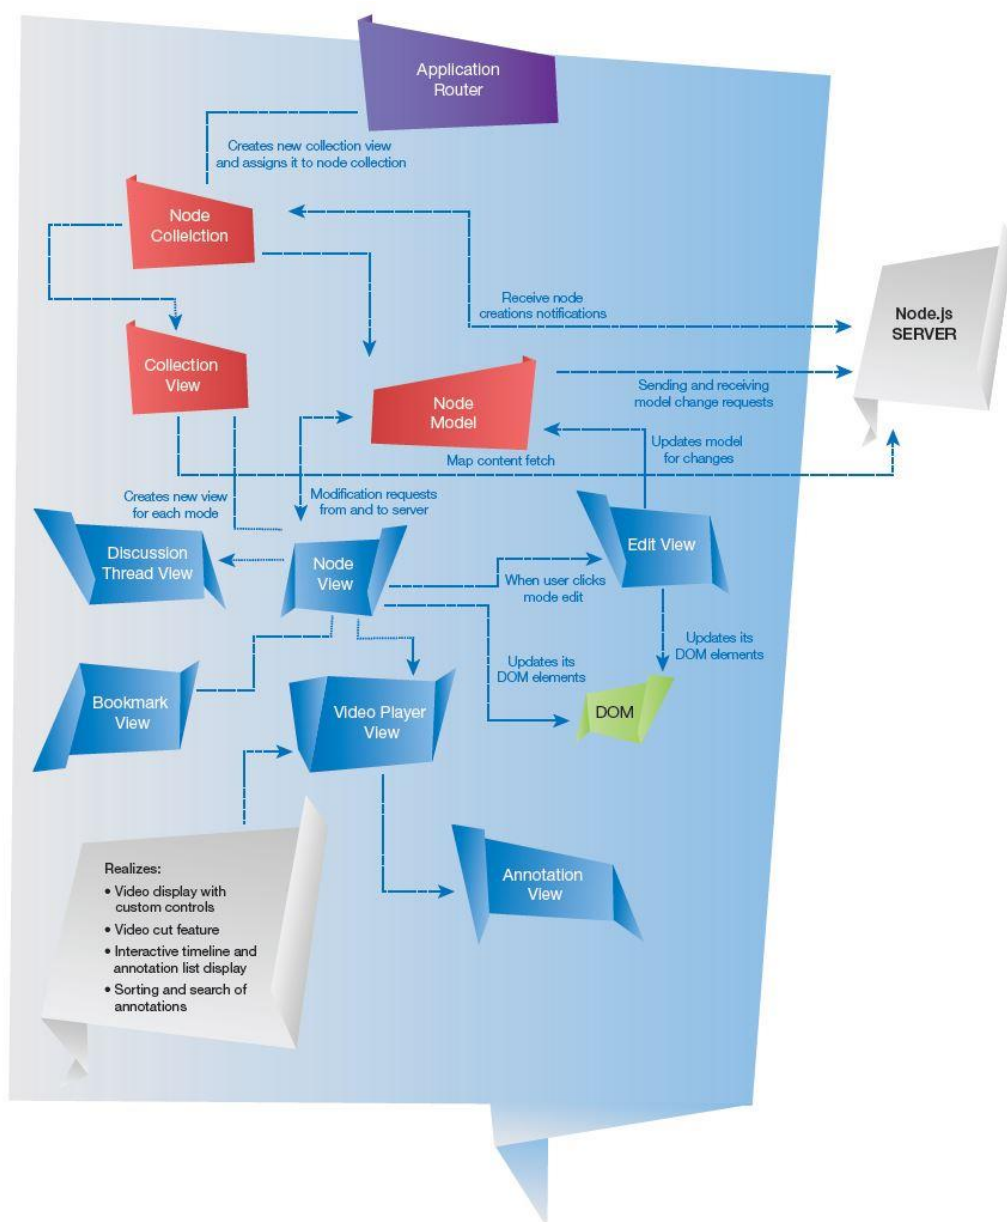 Application
Router
Creates new collection view
and assigns it to node collection
Node
Colleiction
Receive node
creations notifications
Node.js
SERVER
Collection
View
Node
Model
Sending and receiving
model change requests
Map content fetch
Updates model
for changes
Creates new view
for each mode
Modification requests
from and to server
Discussion
Thread View
Node
View
Edit View
When user clicks
mode edit
Updates its
DOM elements
Updates its
DOM elements
Bookmark
View
Video Player
View
DOM
Realizes:
• Video display with
custom controls
• Video cut feature
• Interactive timeline and
annotation list display
• Sorting and search of
annotations
Annotation
View